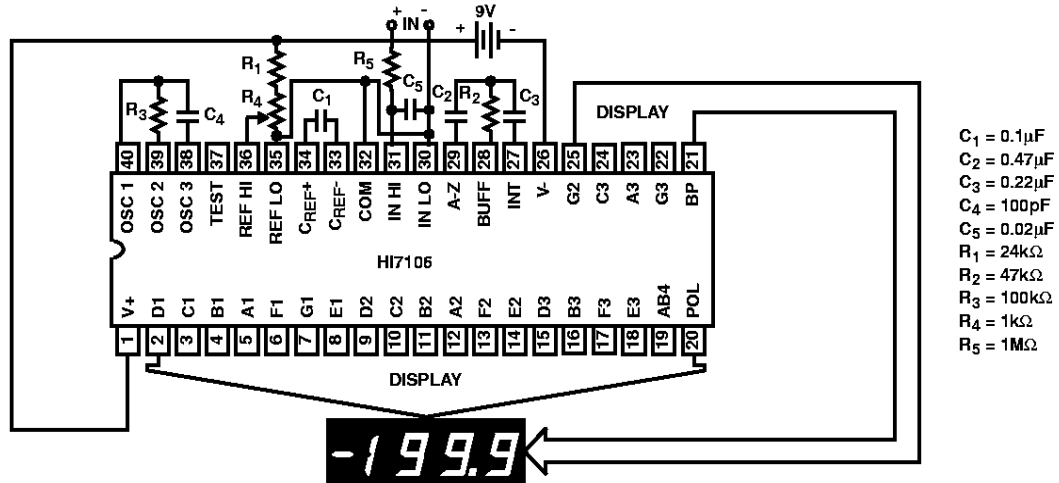 + IN -
+ 9V -
R1
R4
R5
C5
C1
C2
R2
C3
R3
C4
DISPLAY
40 39 38 37 36 35 34 33 32 31 30 29 28 27 26 25 24 23 22 21
OSC 1
OSC 2
OSC 3
TEST
REF HI
REF LO
CREF+
CREF-
COM
IN HI
IN LO
A-Z
BUFF
INT
V-
G2
C3
A3
G3
BP
HI7106
V+
D1
C1
B1
A1
F1
G1
E1
D2
C2
B2
A2
F2
E2
D3
B3
F3
E3
AB4
POL
1 2 3 4 5 6 7 8 9 10 11 12 13 14 15 16 17 18 19 20
DISPLAY
-199.9
C1 = 0.1μF
C2 = 0.47μF
C3 = 0.22μF
C4 = 100pF
C5 = 0.02μF
R1 = 24kΩ
R2 = 47kΩ
R3 = 100kΩ
R4 = 1kΩ
R5 = 1MΩ